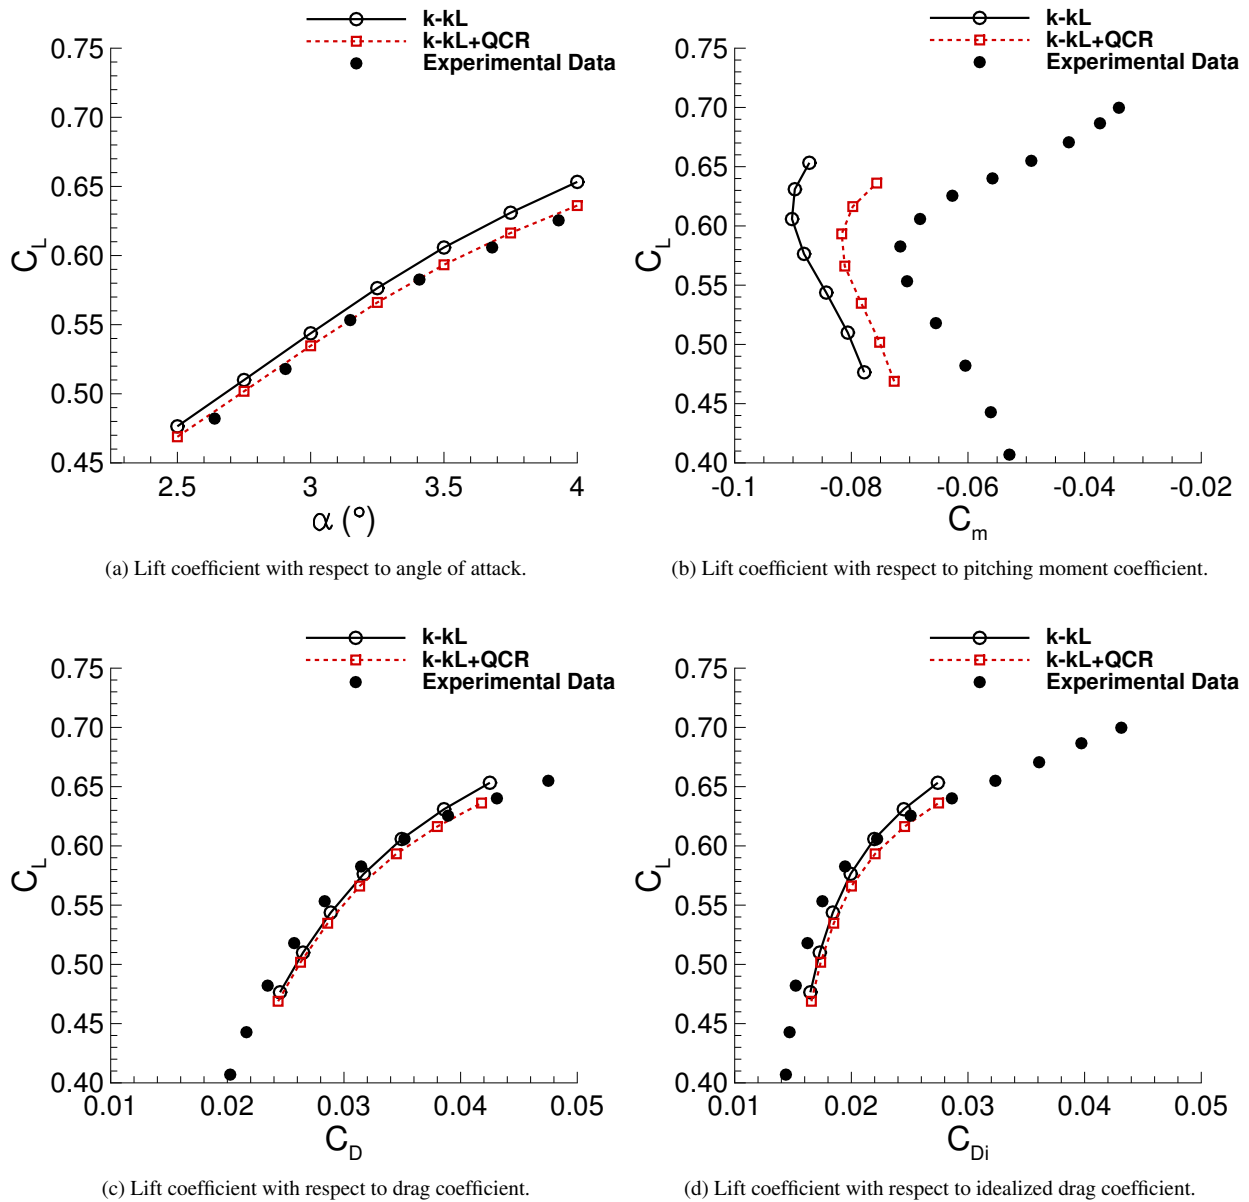 k-kL
k-kL+QCR
Experimental Data
0.75
0.70
0.65
0.60
0.55
0.50
0.45
C_L
2.5 3 3.5 4
α (°)
(a) Lift coefficient with respect to angle of attack.
k-kL
k-kL+QCR
Experimental Data
0.75
0.70
0.65
0.60
0.55
0.50
0.45
0.40
C_L
-0.1 -0.08 -0.06 -0.04 -0.02
C_m
(b) Lift coefficient with respect to pitching moment coefficient.
k-kL
k-kL+QCR
Experimental Data
0.75
0.70
0.65
0.60
0.55
0.50
0.45
0.40
C_L
0.01 0.02 0.03 0.04 0.05
C_D
(c) Lift coefficient with respect to drag coefficient.
k-kL
k-kL+QCR
Experimental Data
0.75
0.70
0.65
0.60
0.55
0.50
0.45
0.40
C_L
0.01 0.02 0.03 0.04 0.05
C_Di
(d) Lift coefficient with respect to idealized drag coefficient.